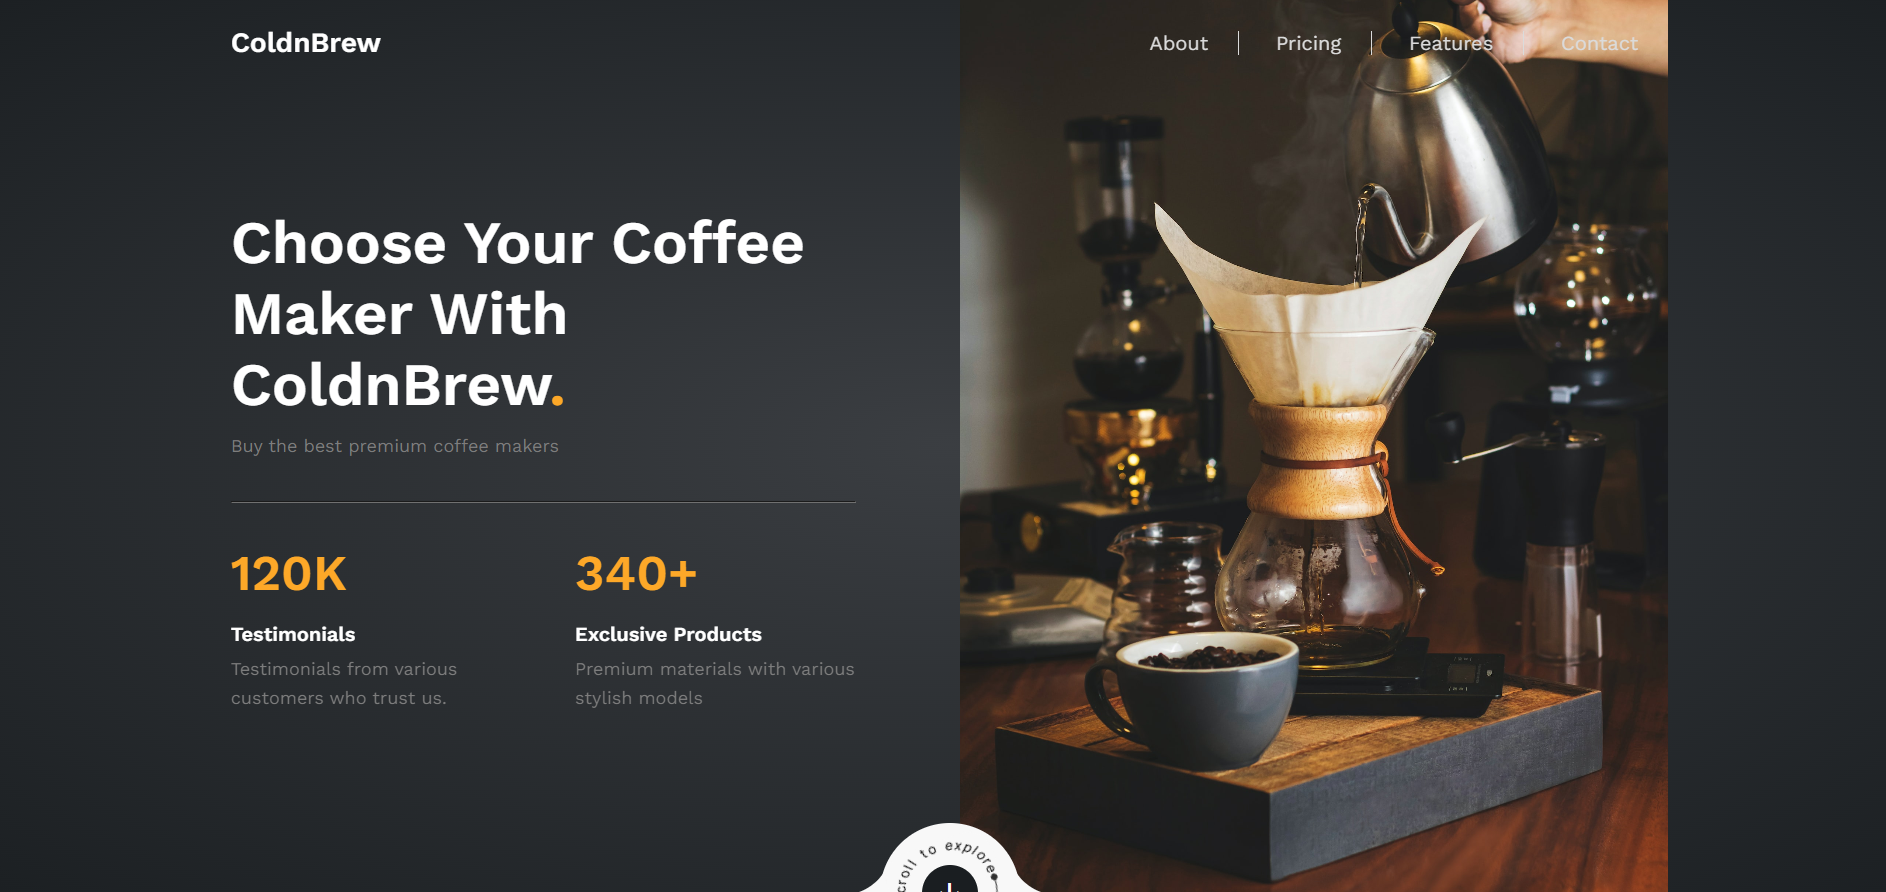 ColdnBrew
About
Pricing
Features
Contact
Choose Your Coffee
Maker With
ColdnBrew.
Buy the best premium coffee makers
120K
340+
Testimonials
Exclusive Products
Testimonials from various
customers who trust us.
Premium materials with various
stylish models
to explore